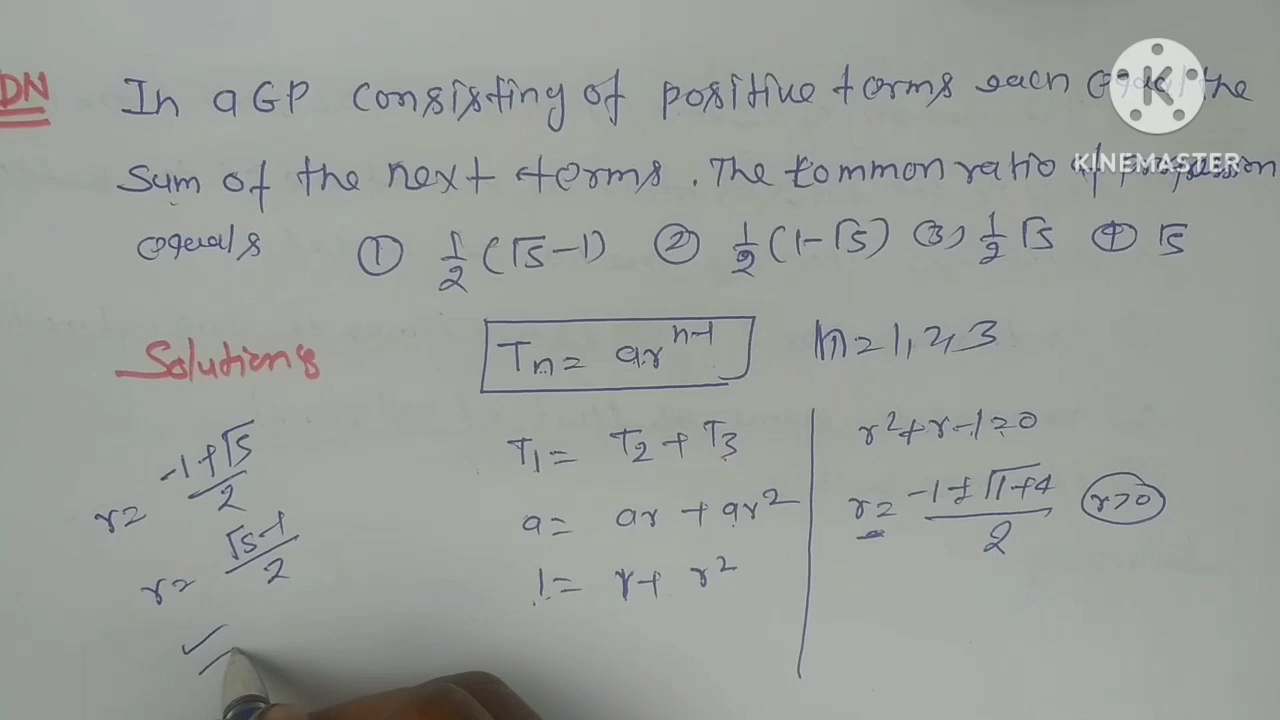 DN In a GP consisting of positive terms each equal the
Sum of the next terms. The common ratio of progression
equals ① 1/2 (√5-1) ② 1/2 (1-√5) (3) 1/2 √5 ④ √5
KINEMASTER
Solutions
Tn = ar^(n-1)
n=1,2,3
T1 = T2 + T3
a = ar + ar²
1 = r + r²
r²+r-1=0
r = (-1±√(1+4))/2 r>0
r = (-1+√5)/2
r = (√5-1)/2